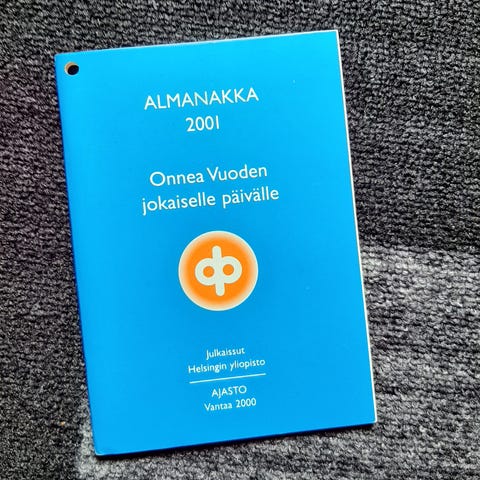 ALMANAKKA
2001
Onnea Vuoden
jokaiselle päivälle
Julkaissut
Helsingin yliopisto
AJASTO
Vantaa 2000